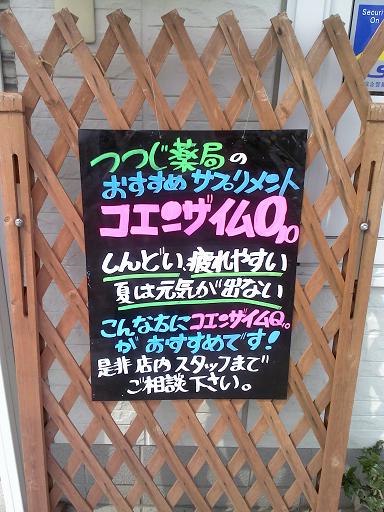 つつじ薬局の
おすすめ サプリメント
コエンザイムQ10
しんどい、疲れやすい
夏は元気が出ない
こんな方にコエンザイムQ10
がおすすめです!
是非店内スタッフまで
ご相談下さい。
Security
On